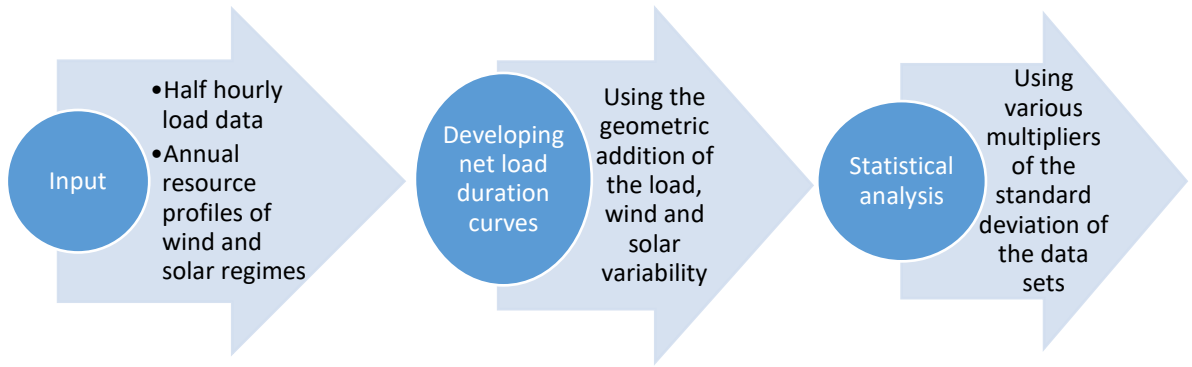 Input
•Half hourly
load data
•Annual
resource
profiles of
wind and
solar regimes
Developing
net load
duration
curves
Using the
geometric
addition of
the load,
wind and
solar
variability
Statistical
analysis
Using
various
multipliers
of the
standard
deviation of
the data
sets